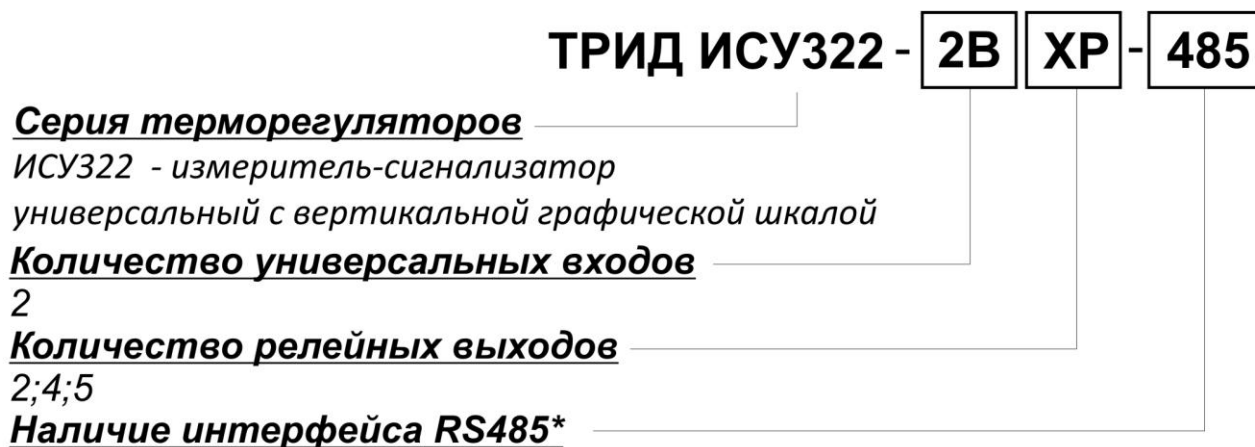 ТРИД ИСУ322 - 2В ХР - 485
Серия терморегуляторов
ИСУ322 - измеритель-сигнализатор
универсальный с вертикальной графической шкалой
Количество универсальных входов
2
Количество релейных выходов
2;4;5
Наличие интерфейса RS485*